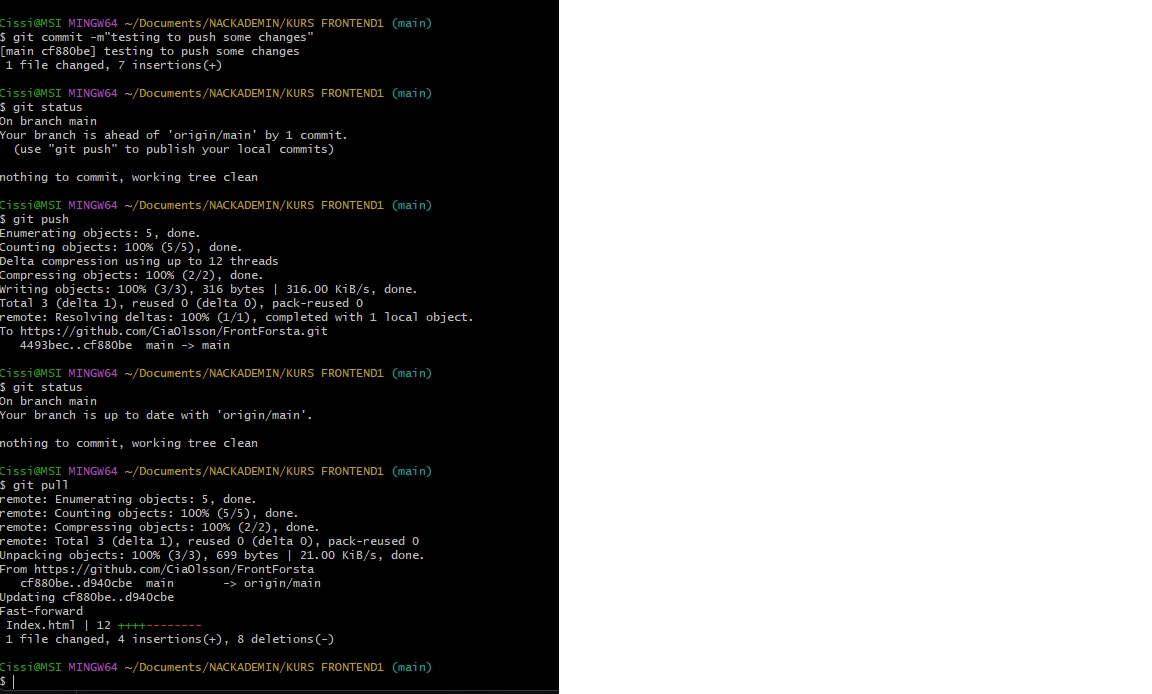 Cissi@MSI MINGW64 ~/Documents/NACKADEMIN/KURS FRONTEND1 (main)
$ git commit -m"testing to push some changes"
[main cf880be] testing to push some changes
 1 file changed, 7 insertions(+)
Cissi@MSI MINGW64 ~/Documents/NACKADEMIN/KURS FRONTEND1 (main)
$ git status
On branch main
Your branch is ahead of 'origin/main' by 1 commit.
  (use "git push" to publish your local commits)
nothing to commit, working tree clean
Cissi@MSI MINGW64 ~/Documents/NACKADEMIN/KURS FRONTEND1 (main)
$ git push
Enumerating objects: 5, done.
Counting objects: 100% (5/5), done.
Delta compression using up to 12 threads
Compressing objects: 100% (2/2), done.
Writing objects: 100% (3/3), 316 bytes | 316.00 KiB/s, done.
Total 3 (delta 1), reused 0 (delta 0), pack-reused 0
remote: Resolving deltas: 100% (1/1), completed with 1 local object.
To https://github.com/CiaOlsson/FrontForsta.git
   4493bec..cf880be  main -> main
Cissi@MSI MINGW64 ~/Documents/NACKADEMIN/KURS FRONTEND1 (main)
$ git status
On branch main
Your branch is up to date with 'origin/main'.
nothing to commit, working tree clean
Cissi@MSI MINGW64 ~/Documents/NACKADEMIN/KURS FRONTEND1 (main)
$ git pull
remote: Enumerating objects: 5, done.
remote: Counting objects: 100% (5/5), done.
remote: Compressing objects: 100% (2/2), done.
remote: Total 3 (delta 1), reused 0 (delta 0), pack-reused 0
Unpacking objects: 100% (3/3), 699 bytes | 21.00 KiB/s, done.
From https://github.com/CiaOlsson/FrontForsta
   cf880be..d940cbe  main       -> origin/main
Updating cf880be..d940cbe
Fast-forward
 Index.html | 12 ++++--------
 1 file changed, 4 insertions(+), 8 deletions(-)
Cissi@MSI MINGW64 ~/Documents/NACKADEMIN/KURS FRONTEND1 (main)
$